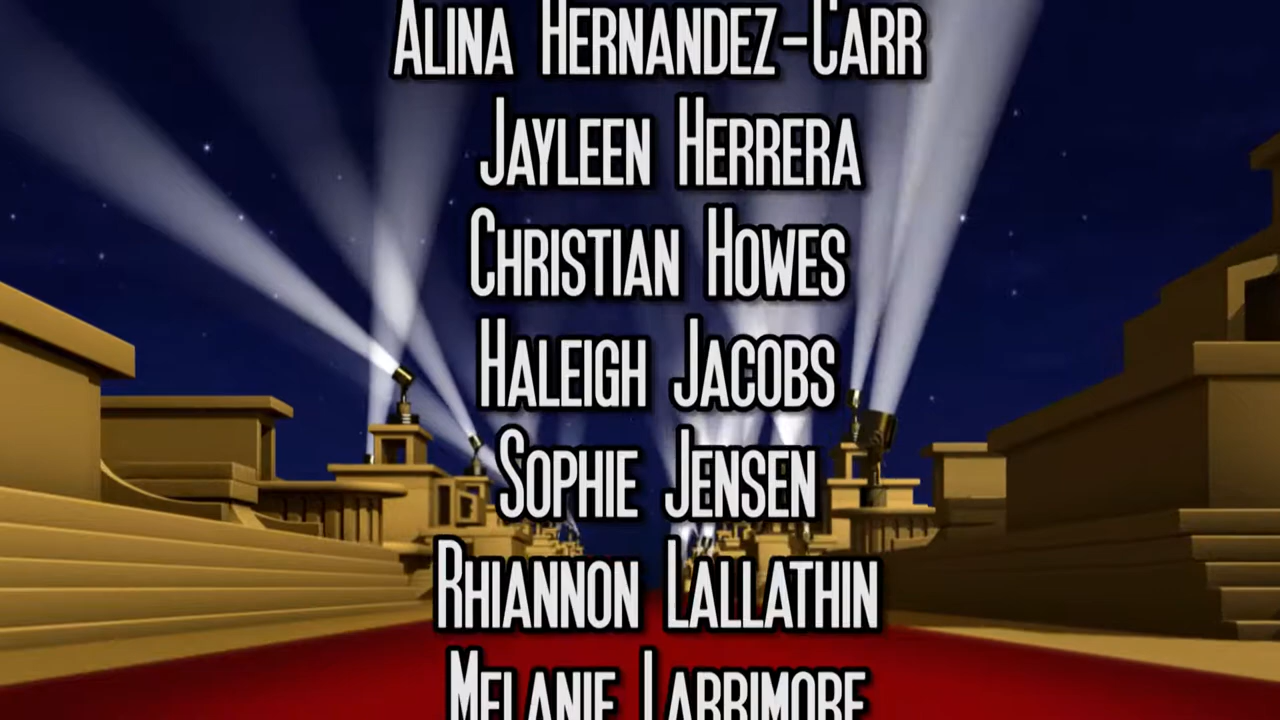 Alina Hernandez-Carr
Jayleen Herrera
Christian Howes
Haleigh Jacobs
Sophie Jensen
Rhiannon Lallathin
Melanie Larrimore